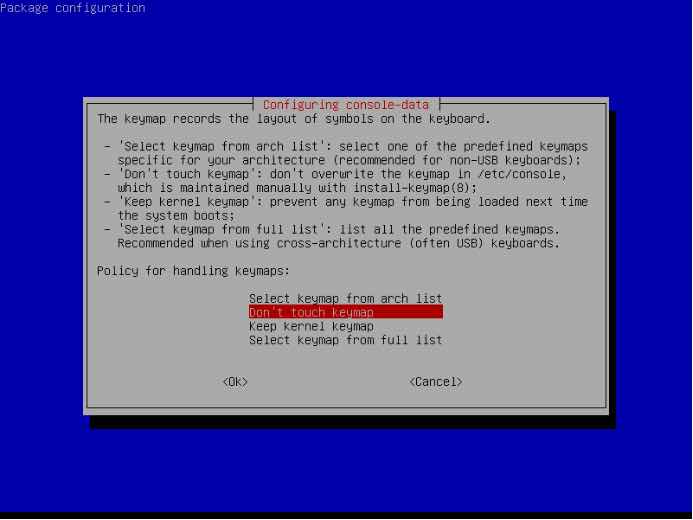 Package configuration
Configuring console-data
The keymap records the layout of symbols on the keyboard.
- 'Select keymap from arch list': select one of the predefined keymaps
specific for your architecture (recommended for non-USB keyboards);
- 'Don't touch keymap': don't overwrite the keymap in /etc/console,
which is maintained manually with install-keymap(8);
- 'Keep kernel keymap': prevent any keymap from being loaded next time
the system boots;
- 'Select keymap from full list': list all the predefined keymaps.
Recommended when using cross-architecture (often USB) keyboards.
Policy for handling keymaps:
Select keymap from arch list
Don't touch keymap
Keep kernel keymap
Select keymap from full list
<Ok> <Cancel>